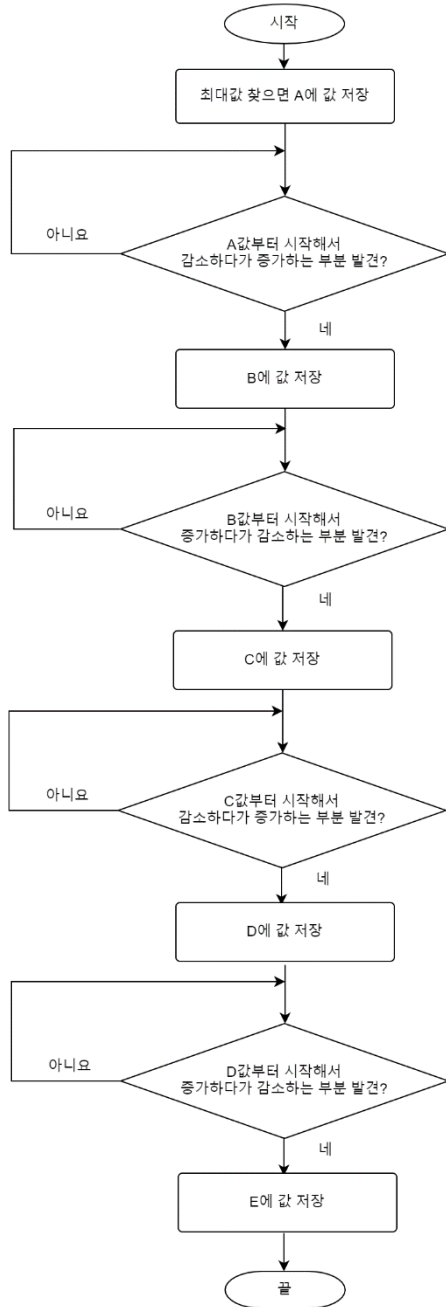 시작
최대값 찾으면 A에 값 저장
아니요
A값부터 시작해서
감소하다가 증가하는 부분 발견?
네
B에 값 저장
아니요
B값부터 시작해서
증가하다가 감소하는 부분 발견?
네
C에 값 저장
아니요
C값부터 시작해서
감소하다가 증가하는 부분 발견?
네
D에 값 저장
아니요
D값부터 시작해서
증가하다가 감소하는 부분 발견?
네
E에 값 저장
끝